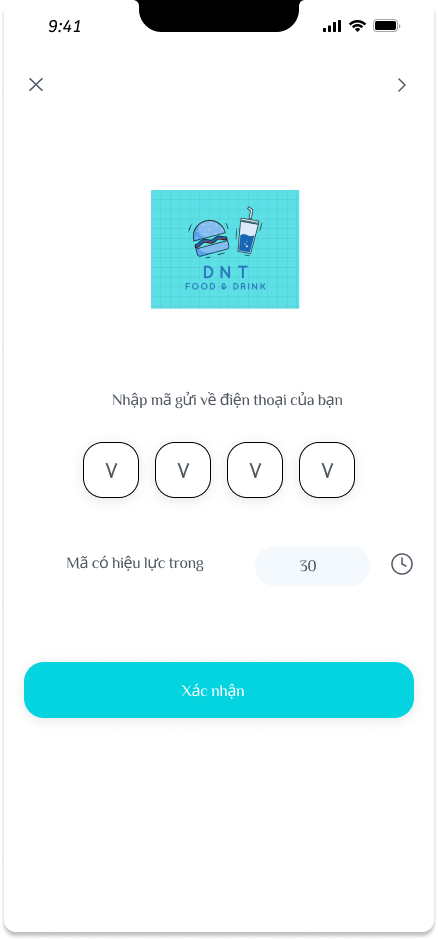 9:41
DNT
FOOD & DRINK
Nhập mã gửi về điện thoại của bạn
V V V V
Mã có hiệu lực trong 30
Xác nhận